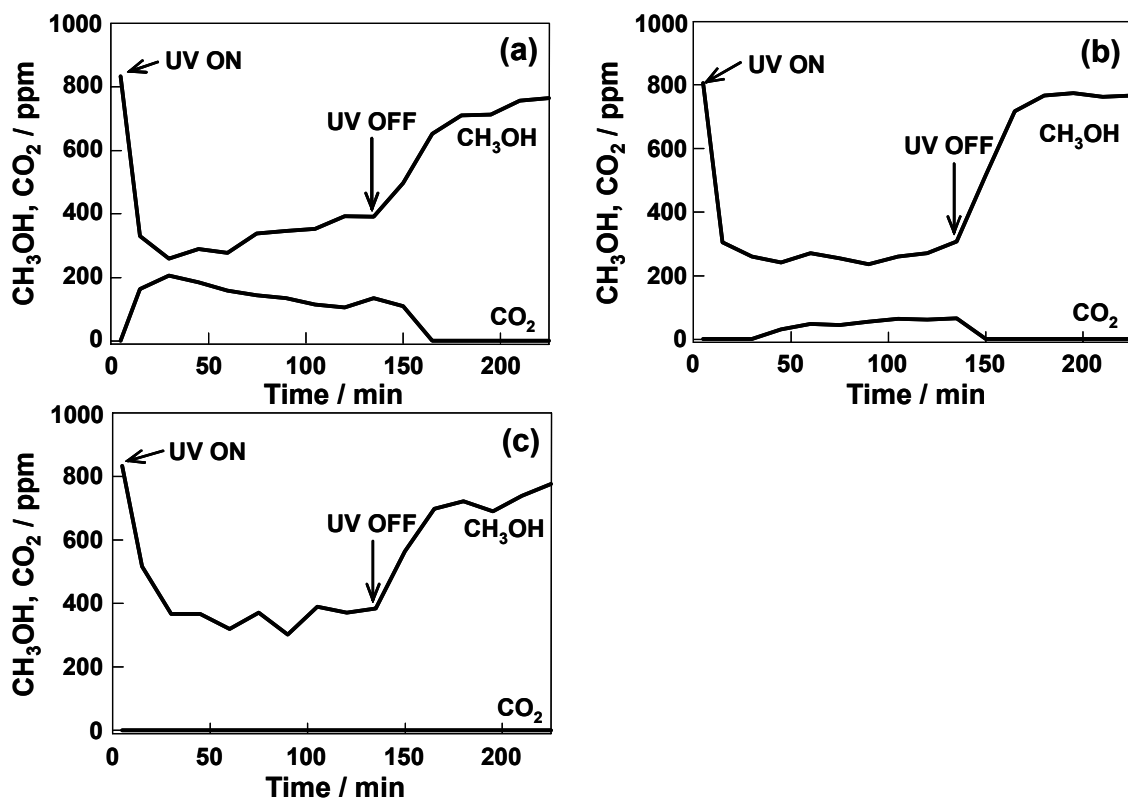 (a)
CH₃OH, CO₂ / ppm
1000
800
600
400
200
0
UV ON
UV OFF
CH₃OH
CO₂
0 50 100 150 200
Time / min
(b)
CH₃OH, CO₂ / ppm
1000
800
600
400
200
0
UV ON
UV OFF
CH₃OH
CO₂
0 50 100 150 200
Time / min
(c)
CH₃OH, CO₂ / ppm
1000
800
600
400
200
0
UV ON
UV OFF
CH₃OH
CO₂
0 50 100 150 200
Time / min